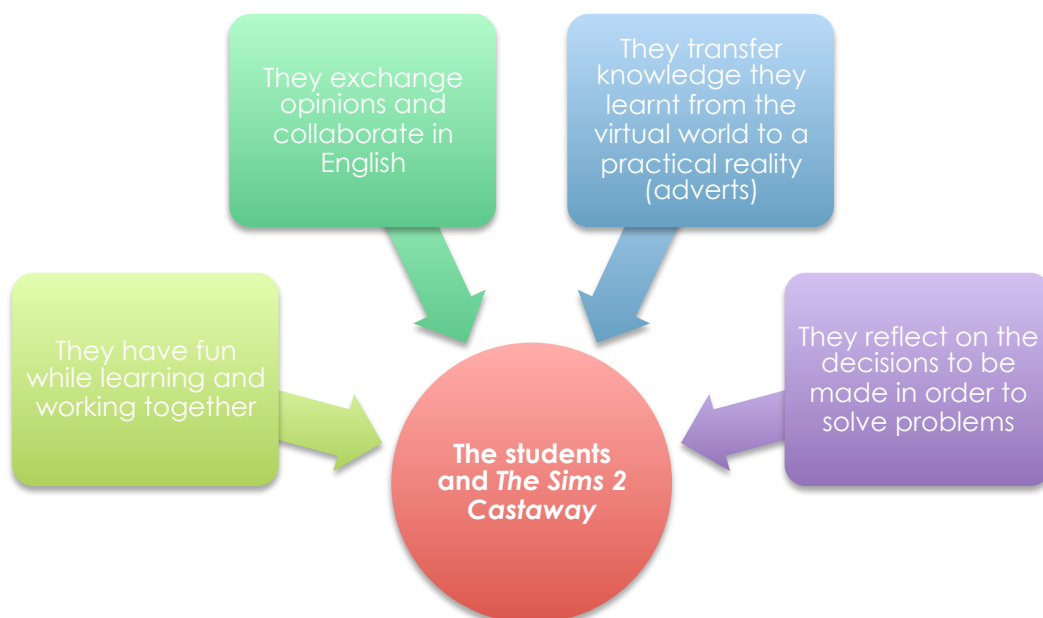 They have fun
while learning and
working together
They exchange
opinions and
collaborate in
English
They transfer
knowledge they
learnt from the
virtual world to a
practical reality
(adverts)
They reflect on the
decisions to be
made in order to
solve problems
The students
and The Sims 2
Castaway